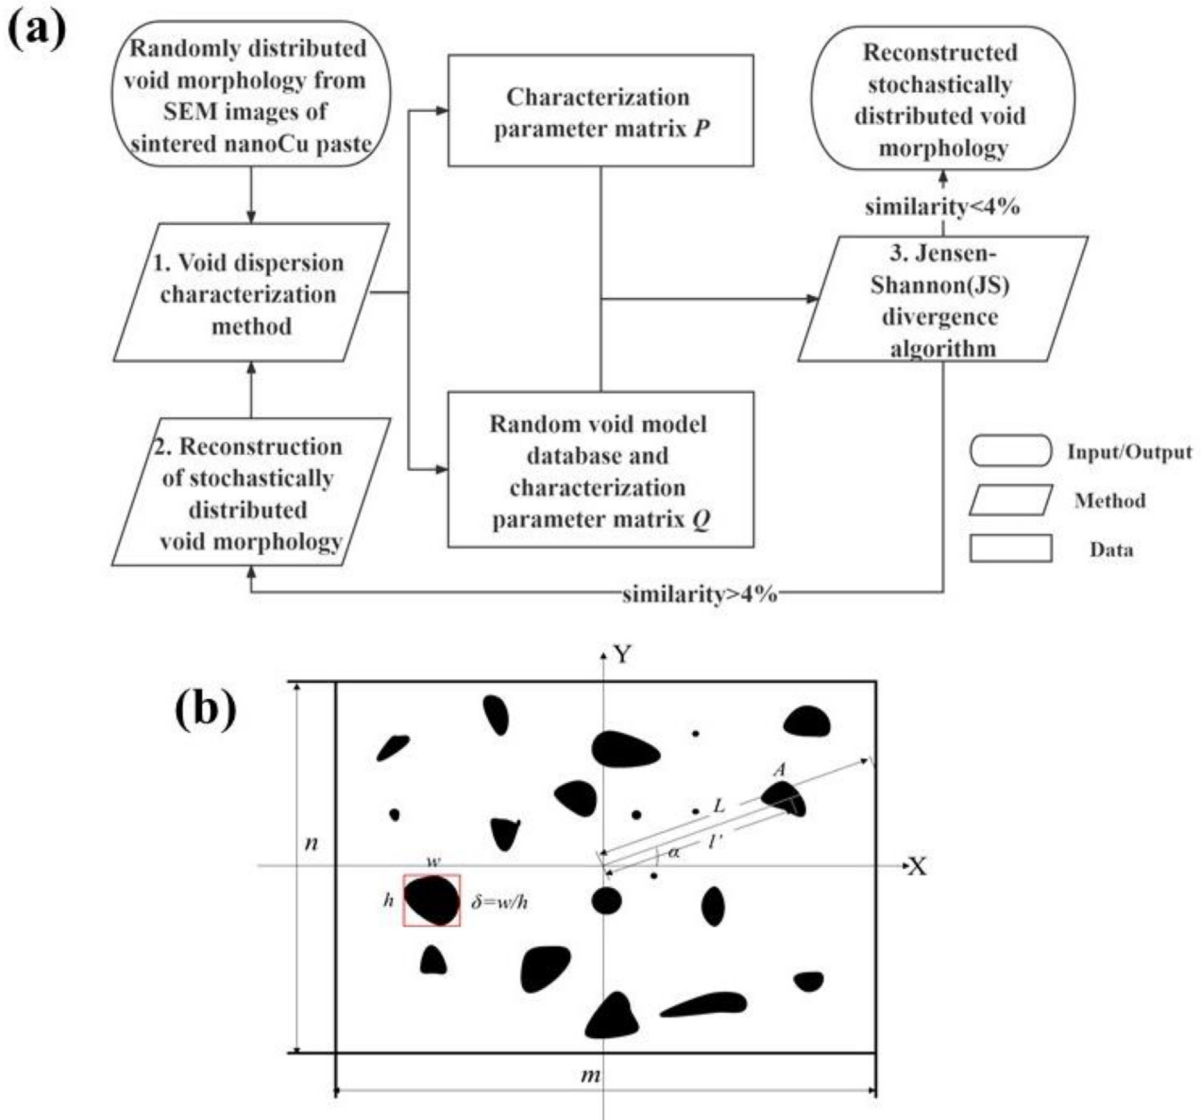 (a)
Randomly distributed
void morphology from
SEM images of
sintered nanoCu paste
Characterization
parameter matrix P
Reconstructed
stochastically
distributed void
morphology
similarity<4%
1. Void dispersion
characterization
method
3. Jensen-
Shannon(JS)
divergence
algorithm
2. Reconstruction
of stochastically
distributed
void morphology
Random void model
database and
characterization
parameter matrix Q
Input/Output
Method
Data
similarity>4%
(b)
Y
A
L
l'
α
n
X
w
h
δ=w/h
m